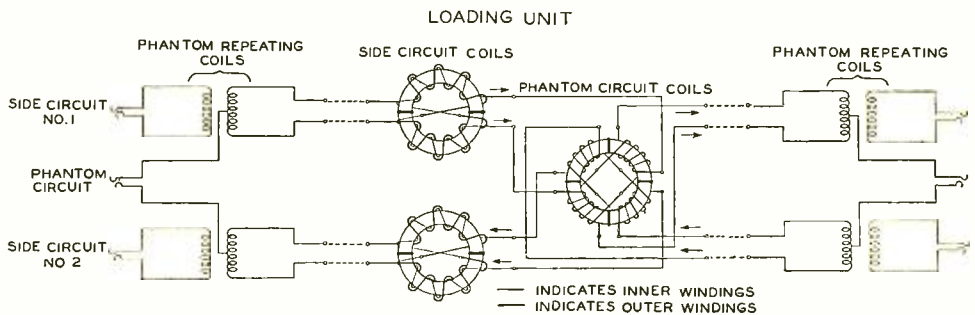 LOADING UNIT
PHANTOM REPEATING
COILS
SIDE CIRCUIT COILS
PHANTOM REPEATING
COILS
PHANTOM CIRCUIT COILS
SIDE CIRCUIT
NO.1
PHANTOM
CIRCUIT
SIDE CIRCUIT
NO 2
INDICATES INNER WINDINGS
INDICATES OUTER WINDINGS